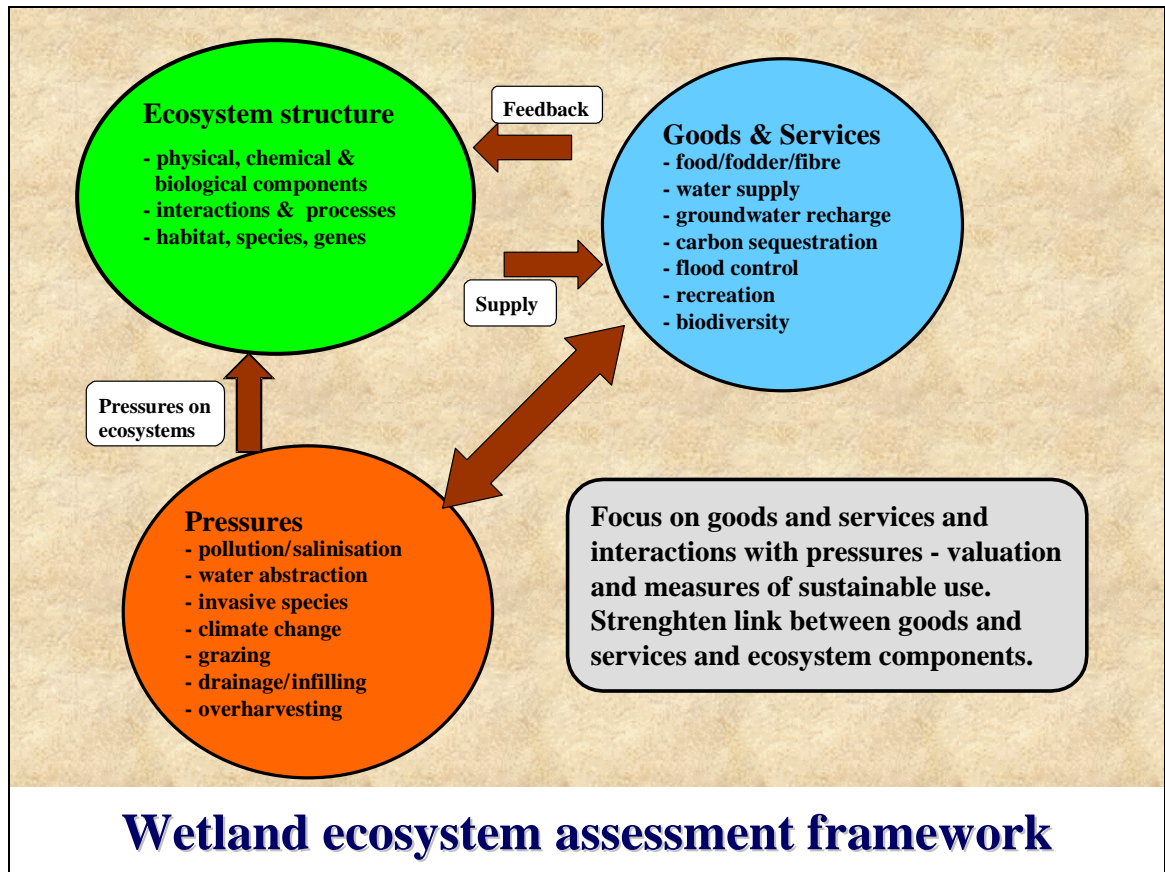 Ecosystem structure
- physical, chemical &
biological components
- interactions & processes
- habitat, species, genes
Feedback
Supply
Goods & Services
- food/fodder/fibre
- water supply
- groundwater recharge
- carbon sequestration
- flood control
- recreation
- biodiversity
Pressures on
ecosystems
Pressures
- pollution/salinisation
- water abstraction
- invasive species
- climate change
- grazing
- drainage/infilling
- overharvesting
Focus on goods and services and
interactions with pressures - valuation
and measures of sustainable use.
Strenghten link between goods and
services and ecosystem components.
Wetland ecosystem assessment framework